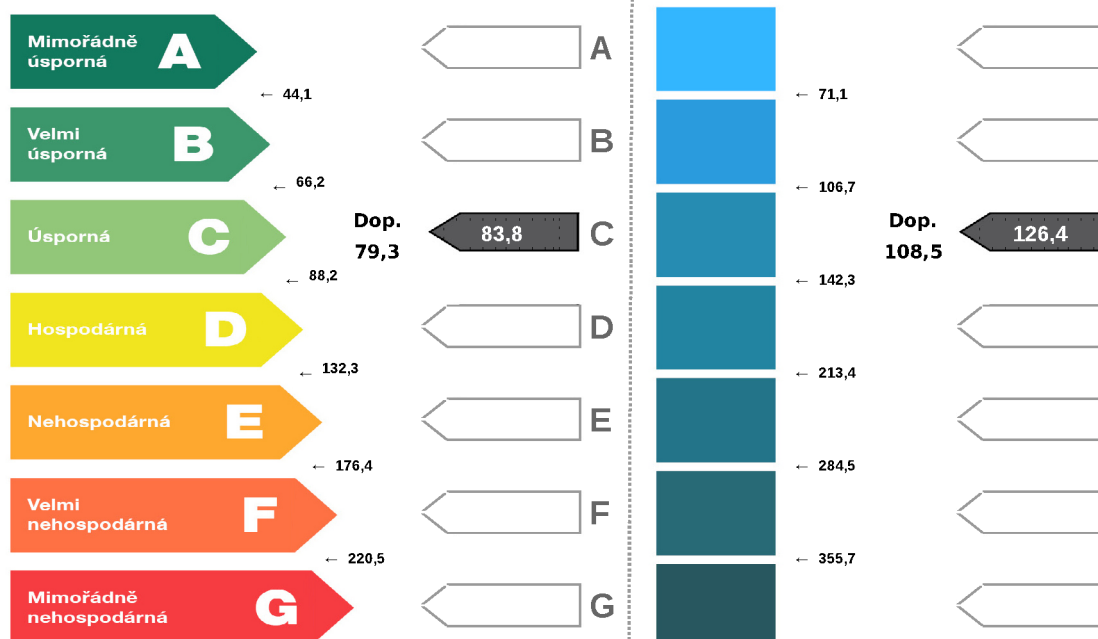 Mimořádně
úsporná
A
A
44,1
71,1
Velmi
úsporná
B
B
66,2
106,7
Úsporná
C
Dop.
79,3
83,8
C
Dop.
108,5
126,4
88,2
142,3
Hospodárná
D
D
132,3
213,4
Nehospodárná
E
E
176,4
284,5
Velmi
nehospodárná
F
F
220,5
355,7
Mimořádně
nehospodárná
G
G